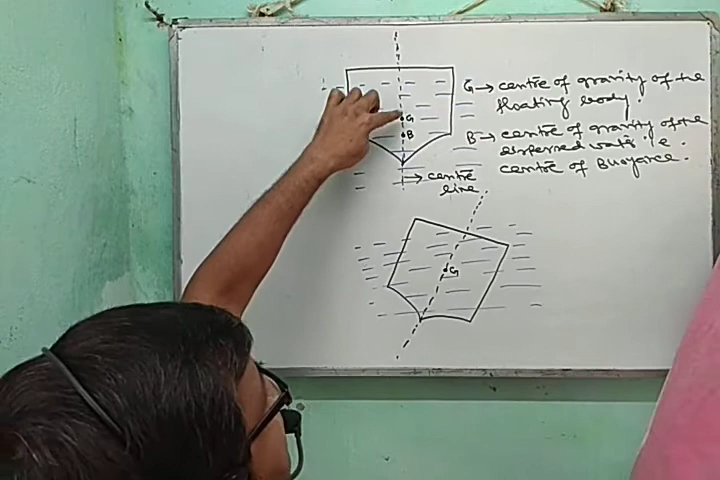 G → centre of gravity of the
floating body.
B → centre of gravity of the
dispersed water i.e.
centre of Buoyance.
G
B
→ centre
line
G